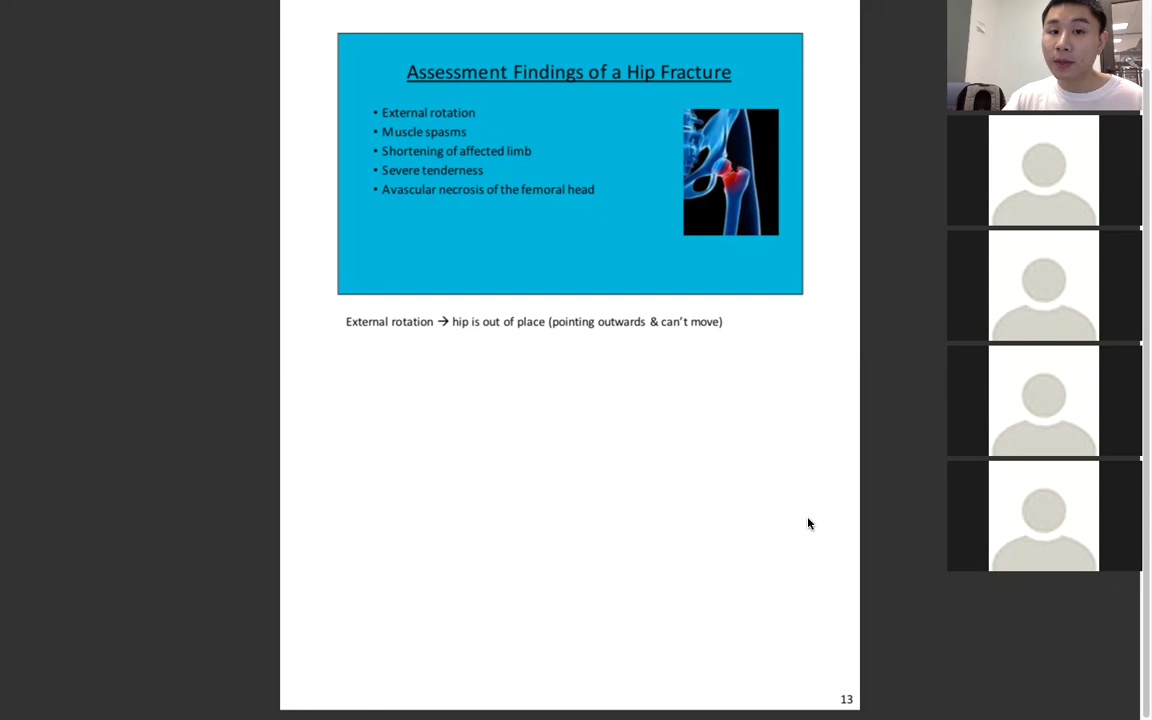 Assessment Findings of a Hip Fracture
• External rotation
• Muscle spasms
• Shortening of affected limb
• Severe tenderness
• Avascular necrosis of the femoral head
External rotation → hip is out of place (pointing outwards & can't move)
13